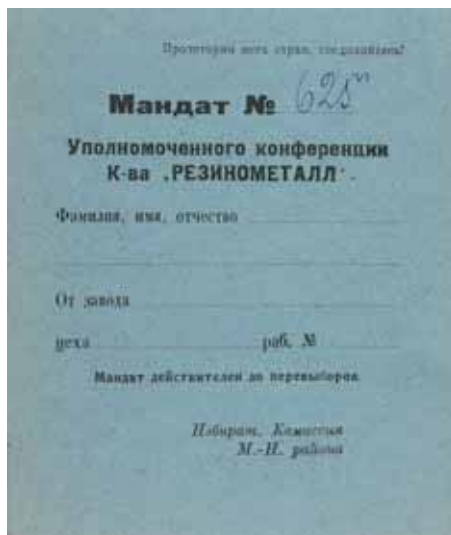 Пролетарии всех стран, соединяйтесь!
Мандат № 625
Уполномоченного конференции
К-ва „РЕЗИНОМЕТАЛЛ".
Фамилия, имя, отчество
От завода
цеха раб. №
Мандат действителен до перевыборов
Избират. Комиссия
М.-Н. района